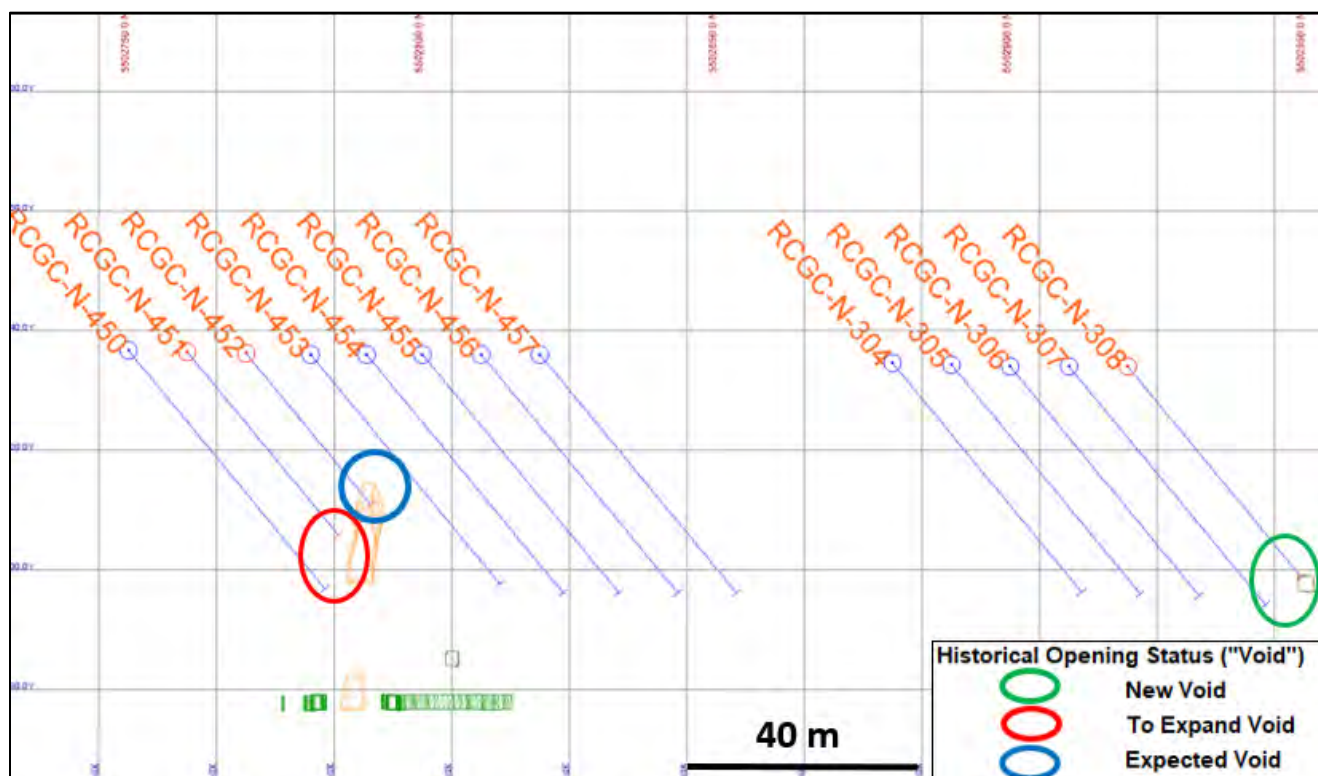 RCGC-N-450
RCGC-N-451
RCGC-N-452
RCGC-N-453
RCGC-N-454
RCGC-N-455
RCGC-N-456
RCGC-N-457
RCGC-N-304
RCGC-N-305
RCGC-N-306
RCGC-N-307
RCGC-N-308
40 m
Historical Opening Status ("Void")
New Void
To Expand Void
Expected Void